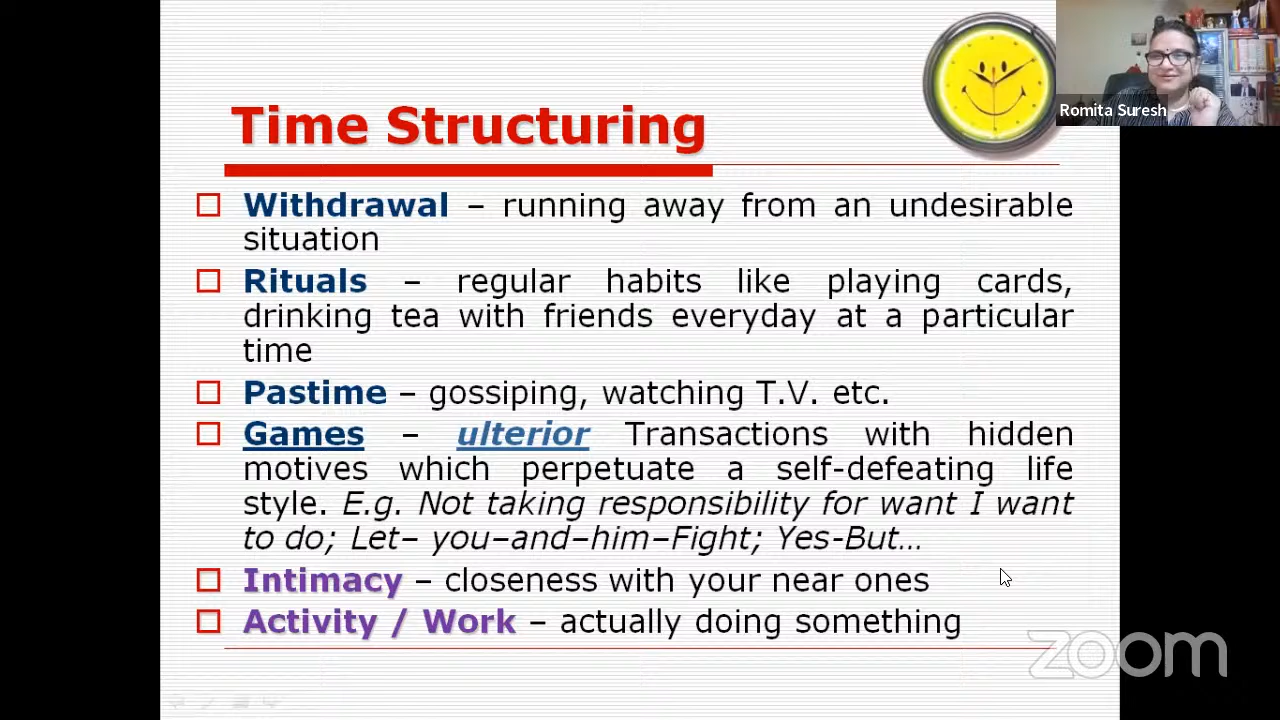 Romita Suresh
Time Structuring
Withdrawal – running away from an undesirable
situation
Rituals – regular habits like playing cards,
drinking tea with friends everyday at a particular
time
Pastime – gossiping, watching T.V. etc.
Games – ulterior Transactions with hidden
motives which perpetuate a self-defeating life
style. E.g. Not taking responsibility for want I want
to do; Let– you–and–him–Fight; Yes-But...
Intimacy – closeness with your near ones
Activity / Work – actually doing something
zoom